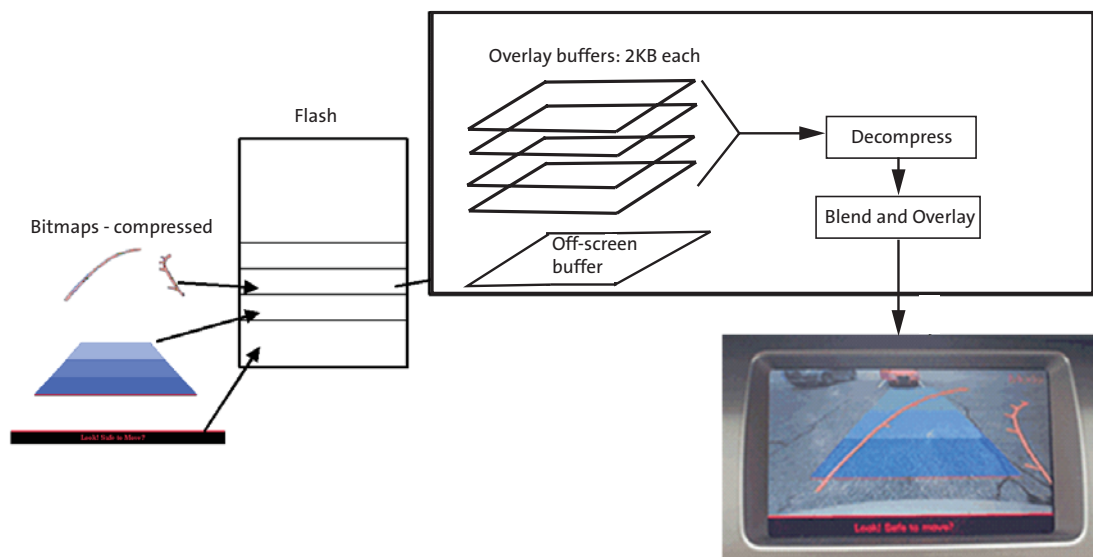 Overlay buffers: 2KB each
Flash
Decompress
Bitmaps - compressed
Blend and Overlay
Off-screen
buffer
Look! Safe to Move?
Look! Safe to move?